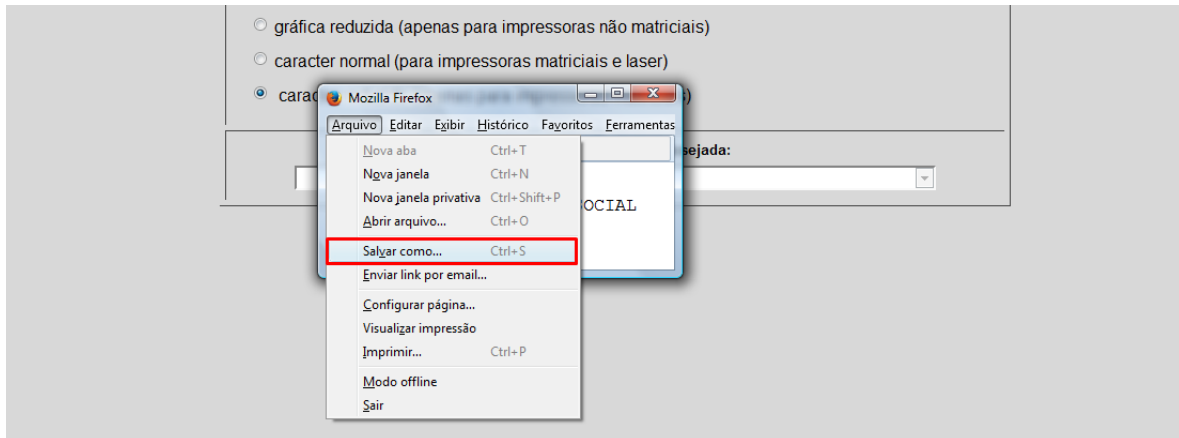 gráfica reduzida (apenas para impressoras não matriciais)
caracter normal (para impressoras matriciais e laser)
carac
)
Mozilla Firefox
Arquivo Editar Exibir Histórico Favoritos Ferramentas
Nova aba Ctrl+T
sejada:
Nova janela Ctrl+N
Nova janela privativa Ctrl+Shift+P
OCIAL
Abrir arquivo... Ctrl+O
Salvar como... Ctrl+S
Enviar link por email...
Configurar página...
Visualizar impressão
Imprimir... Ctrl+P
Modo offline
Sair